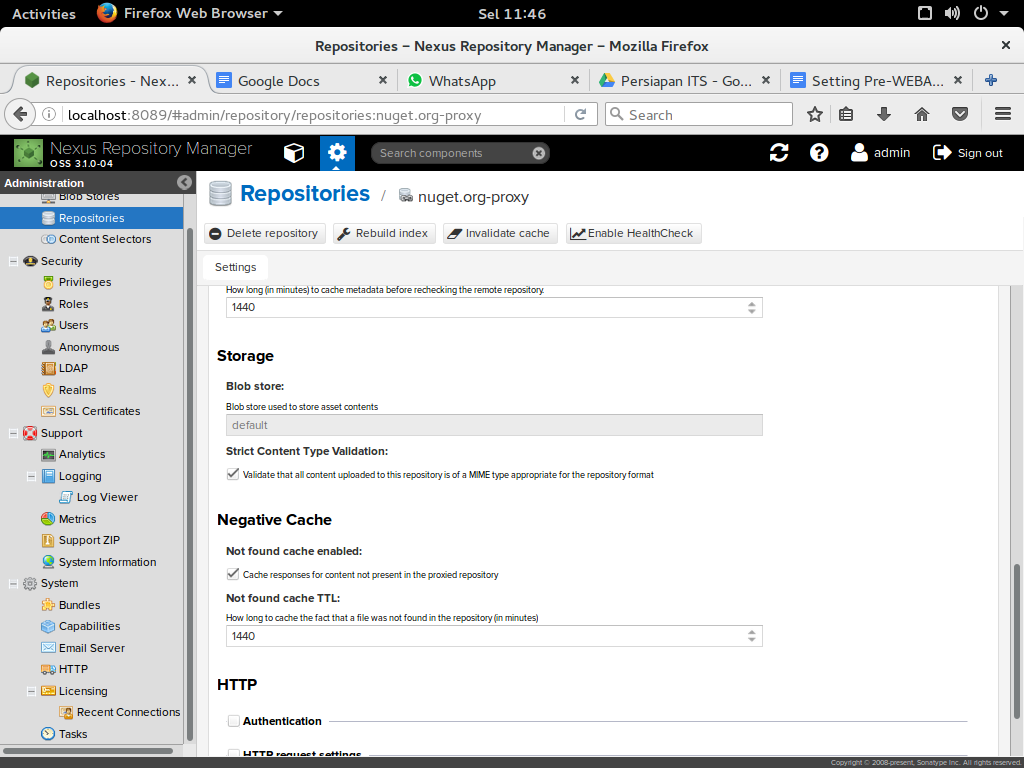 Activities Firefox Web Browser Sel 11:46
Repositories – Nexus Repository Manager – Mozilla Firefox
Repositories - Nex... Google Docs WhatsApp Persiapan ITS - Go... Setting Pre-WEBA...
localhost:8089/#admin/repository/repositories:nuget.org-proxy Search
Nexus Repository Manager
OSS 3.1.0-04
Search components admin Sign out
Administration
Blob Stores
Repositories
Content Selectors
Security
Privileges
Roles
Users
Anonymous
LDAP
Realms
SSL Certificates
Support
Analytics
Logging
Log Viewer
Metrics
Support ZIP
System Information
System
Bundles
Capabilities
Email Server
HTTP
Licensing
Recent Connections
Tasks
Repositories / nuget.org-proxy
Delete repository Rebuild index Invalidate cache Enable HealthCheck
Settings
How long (in minutes) to cache metadata before rechecking the remote repository.
1440
Storage
Blob store:
Blob store used to store asset contents
default
Strict Content Type Validation:
Validate that all content uploaded to this repository is of a MIME type appropriate for the repository format
Negative Cache
Not found cache enabled:
Cache responses for content not present in the proxied repository
Not found cache TTL:
How long to cache the fact that a file was not found in the repository (in minutes)
1440
HTTP
Authentication
HTTP request settings
Copyright © 2008-present, Sonatype Inc. All rights reserved.